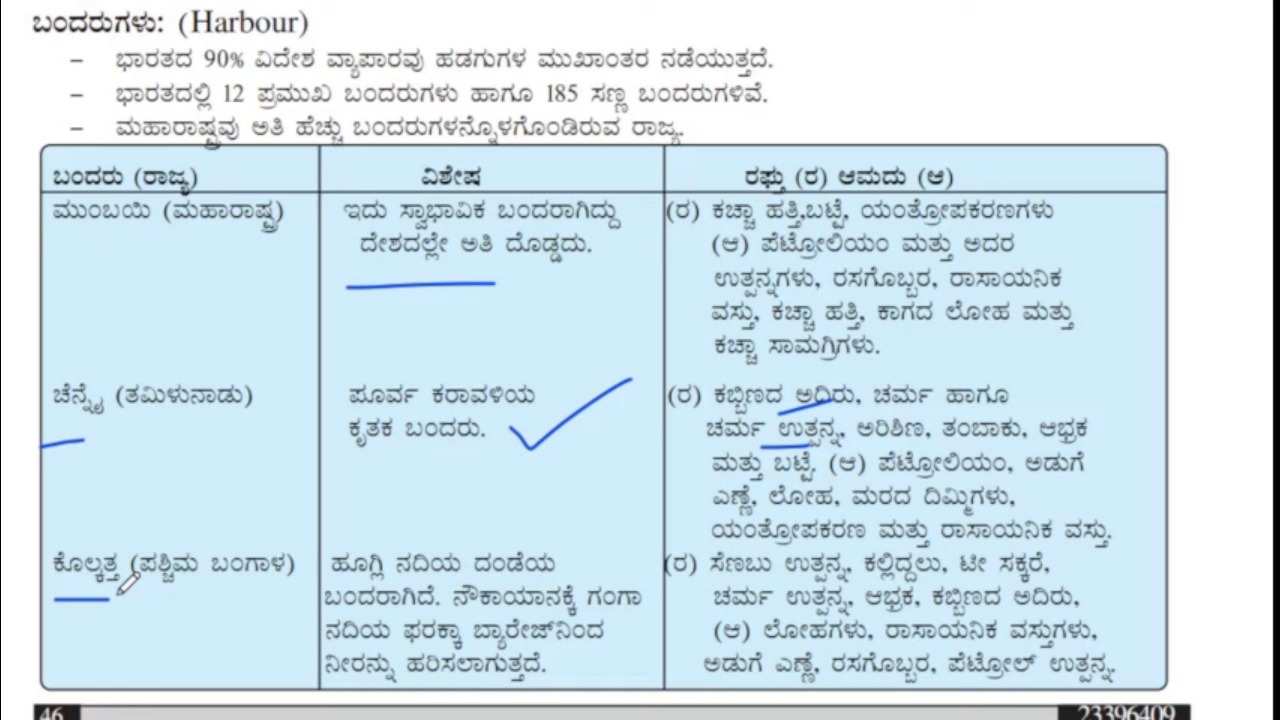 ಬಂದರುಗಳು: (Harbour)
– ಭಾರತದ 90% ವಿದೇಶ ವ್ಯಾಪಾರವು ಹಡಗುಗಳ ಮುಖಾಂತರ ನಡೆಯುತ್ತದೆ.
– ಭಾರತದಲ್ಲಿ 12 ಪ್ರಮುಖ ಬಂದರುಗಳು ಹಾಗೂ 185 ಸಣ್ಣ ಬಂದರುಗಳಿವೆ.
– ಮಹಾರಾಷ್ಟ್ರವು ಅತಿ ಹೆಚ್ಚು ಬಂದರುಗಳನ್ನೊಳಗೊಂಡಿರುವ ರಾಜ್ಯ.
ಬಂದರು (ರಾಜ್ಯ) ವಿಶೇಷ ರಫ್ತು (ರ) ಆಮದು (ಆ)
ಮುಂಬಯಿ (ಮಹಾರಾಷ್ಟ್ರ) ಇದು ಸ್ವಾಭಾವಿಕ ಬಂದರಾಗಿದ್ದು (ರ) ಕಚ್ಚಾ ಹತ್ತಿ,ಬಟ್ಟೆ, ಯಂತ್ರೋಪಕರಣಗಳು
ದೇಶದಲ್ಲೇ ಅತಿ ದೊಡ್ಡದು. (ಆ) ಪೆಟ್ರೋಲಿಯಂ ಮತ್ತು ಅದರ
ಉತ್ಪನ್ನಗಳು, ರಸಗೊಬ್ಬರ, ರಾಸಾಯನಿಕ
ವಸ್ತು, ಕಚ್ಚಾ ಹತ್ತಿ, ಕಾಗದ ಲೋಹ ಮತ್ತು
ಕಚ್ಚಾ ಸಾಮಗ್ರಿಗಳು.
ಚೆನ್ನೈ (ತಮಿಳುನಾಡು) ಪೂರ್ವ ಕರಾವಳಿಯ (ರ) ಕಬ್ಬಿಣದ ಅದಿರು, ಚರ್ಮ ಹಾಗೂ
ಕೃತಕ ಬಂದರು. ಚರ್ಮ ಉತ್ಪನ್ನ, ಅರಿಶಿಣ, ತಂಬಾಕು, ಆಭ್ರಕ
ಮತ್ತು ಬಟ್ಟೆ. (ಆ) ಪೆಟ್ರೋಲಿಯಂ, ಅಡುಗೆ
ಎಣ್ಣೆ, ಲೋಹ, ಮರದ ದಿಮ್ಮಿಗಳು,
ಯಂತ್ರೋಪಕರಣ ಮತ್ತು ರಾಸಾಯನಿಕ ವಸ್ತು.
ಕೊಲ್ಕತ್ತ (ಪಶ್ಚಿಮ ಬಂಗಾಳ) ಹೂಗ್ಲಿ ನದಿಯ ದಂಡೆಯ (ರ) ಸೆಣಬು ಉತ್ಪನ್ನ, ಕಲ್ಲಿದ್ದಲು, ಟೀ ಸಕ್ಕರೆ,
ಬಂದರಾಗಿದೆ. ನೌಕಾಯಾನಕ್ಕೆ ಗಂಗಾ ಚರ್ಮ ಉತ್ಪನ್ನ, ಆಭ್ರಕ, ಕಬ್ಬಿಣದ ಅದಿರು,
ನದಿಯ ಫರಕ್ಕಾ ಬ್ಯಾರೇಜ್‌ನಿಂದ (ಆ) ಲೋಹಗಳು, ರಾಸಾಯನಿಕ ವಸ್ತುಗಳು,
ನೀರನ್ನು ಹರಿಸಲಾಗುತ್ತದೆ. ಅಡುಗೆ ಎಣ್ಣೆ, ರಸಗೊಬ್ಬರ, ಪೆಟ್ರೋಲ್ ಉತ್ಪನ್ನ.
46 23396409